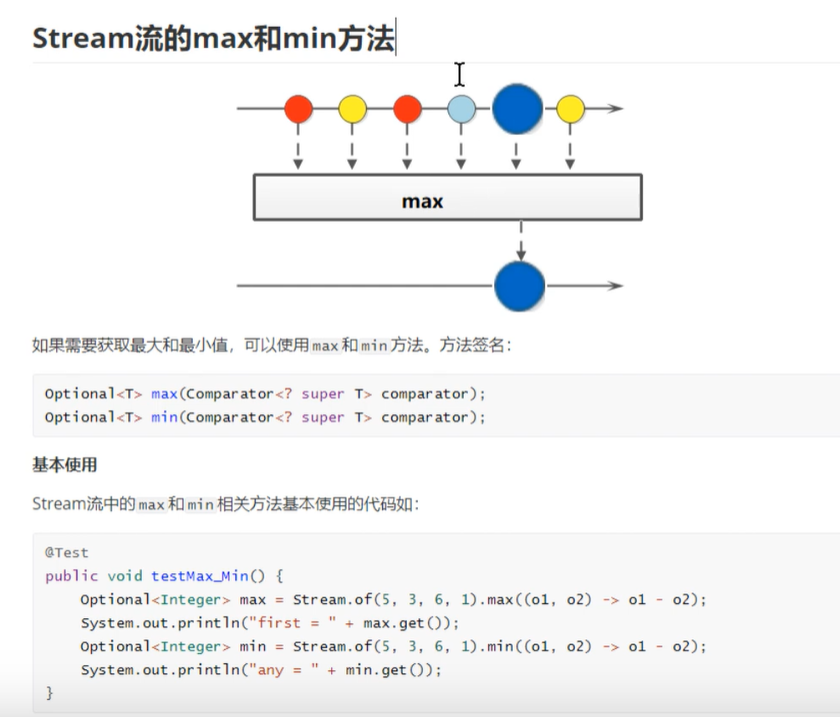 Stream流的max和min方法
max
如果需要获取最大和最小值，可以使用max和min方法。方法签名：
Optional<T> max(Comparator<? super T> comparator);
Optional<T> min(Comparator<? super T> comparator);
基本使用
Stream流中的max和min相关方法基本使用的代码如：
@Test
public void testMax_Min() {
    Optional<Integer> max = Stream.of(5, 3, 6, 1).max((o1, o2) -> o1 - o2);
    System.out.println("first = " + max.get());
    Optional<Integer> min = Stream.of(5, 3, 6, 1).min((o1, o2) -> o1 - o2);
    System.out.println("any = " + min.get());
}